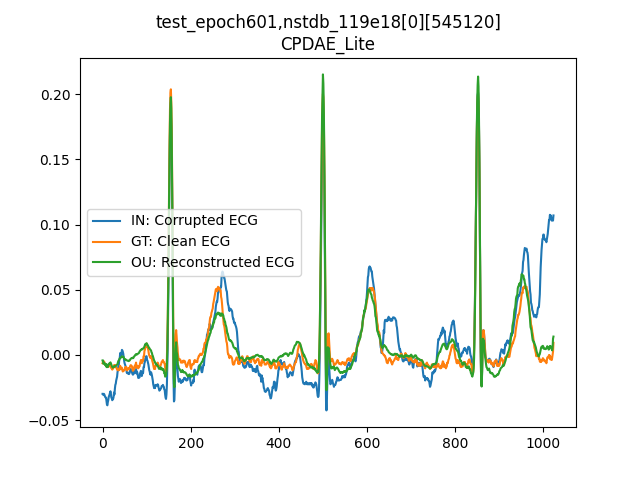 test_epoch601,nstdb_119e18[0][545120]
CPDAE_Lite
0.20
0.15
0.10
0.05
0.00
−0.05
IN: Corrupted ECG
GT: Clean ECG
OU: Reconstructed ECG
0 200 400 600 800 1000